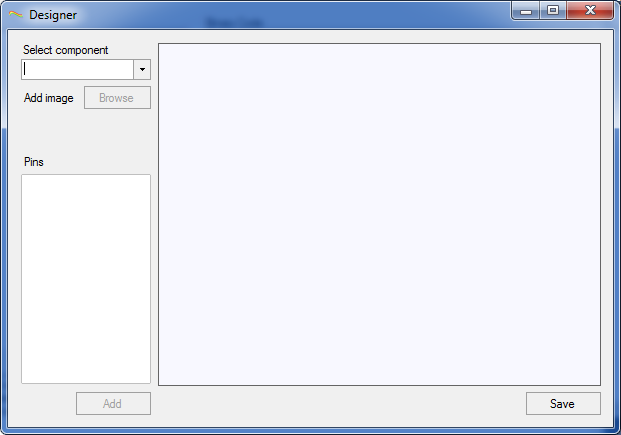 Designer
Select component
Add image Browse
Pins
Add
Save